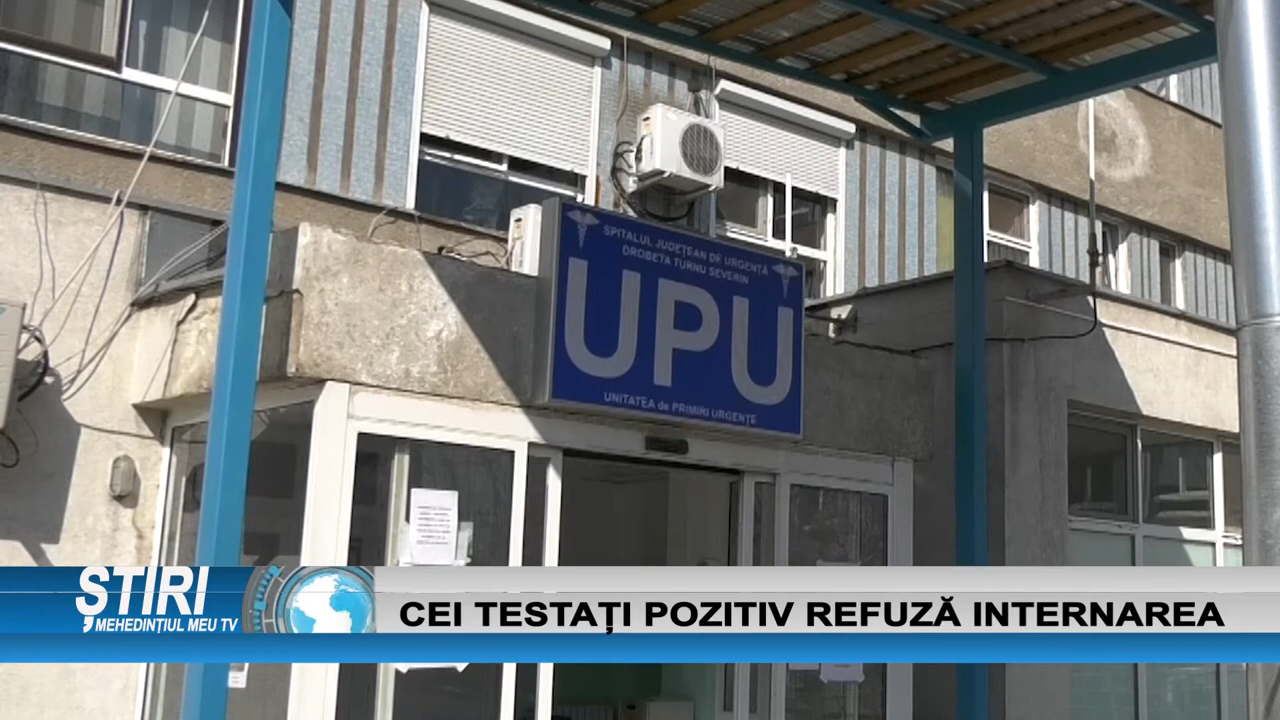 SPITALUL JUDEȚEAN DE URGENȚĂ
DROBETA TURNU SEVERIN
UPU
UNITATEA de PRIMIRI URGENȚE
ȘTIRI
MEHEDINȚIUL MEU TV
CEI TESTAȚI POZITIV REFUZĂ INTERNAREA